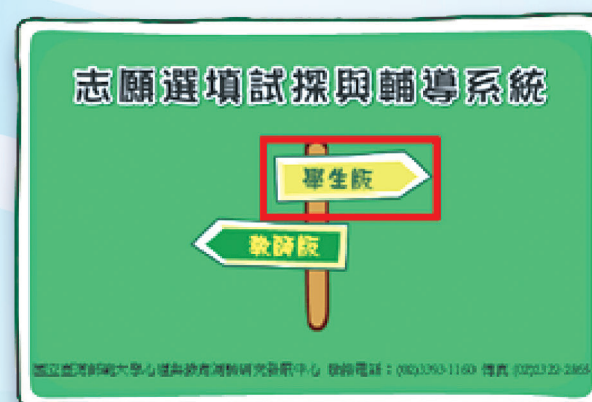 志願選填試探與輔導系統
學生版
教師版
國立臺灣師範大學心理與教育測驗研究發展中心 聯絡電話：(02)3393-1160 傳真